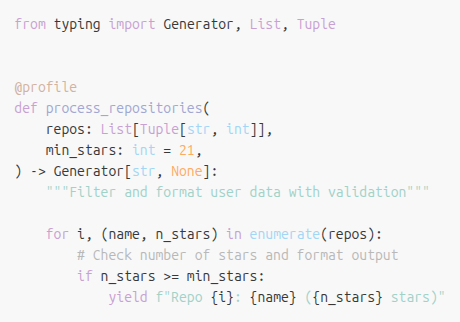 from typing import Generator, List, Tuple


@profile
def process_repositories(
    repos: List[Tuple[str, int]],
    min_stars: int = 21,
) -> Generator[str, None]:
    """Filter and format user data with validation"""

    for i, (name, n_stars) in enumerate(repos):
        # Check number of stars and format output
        if n_stars >= min_stars:
            yield f"Repo {i}: {name} ({n_stars} stars)"